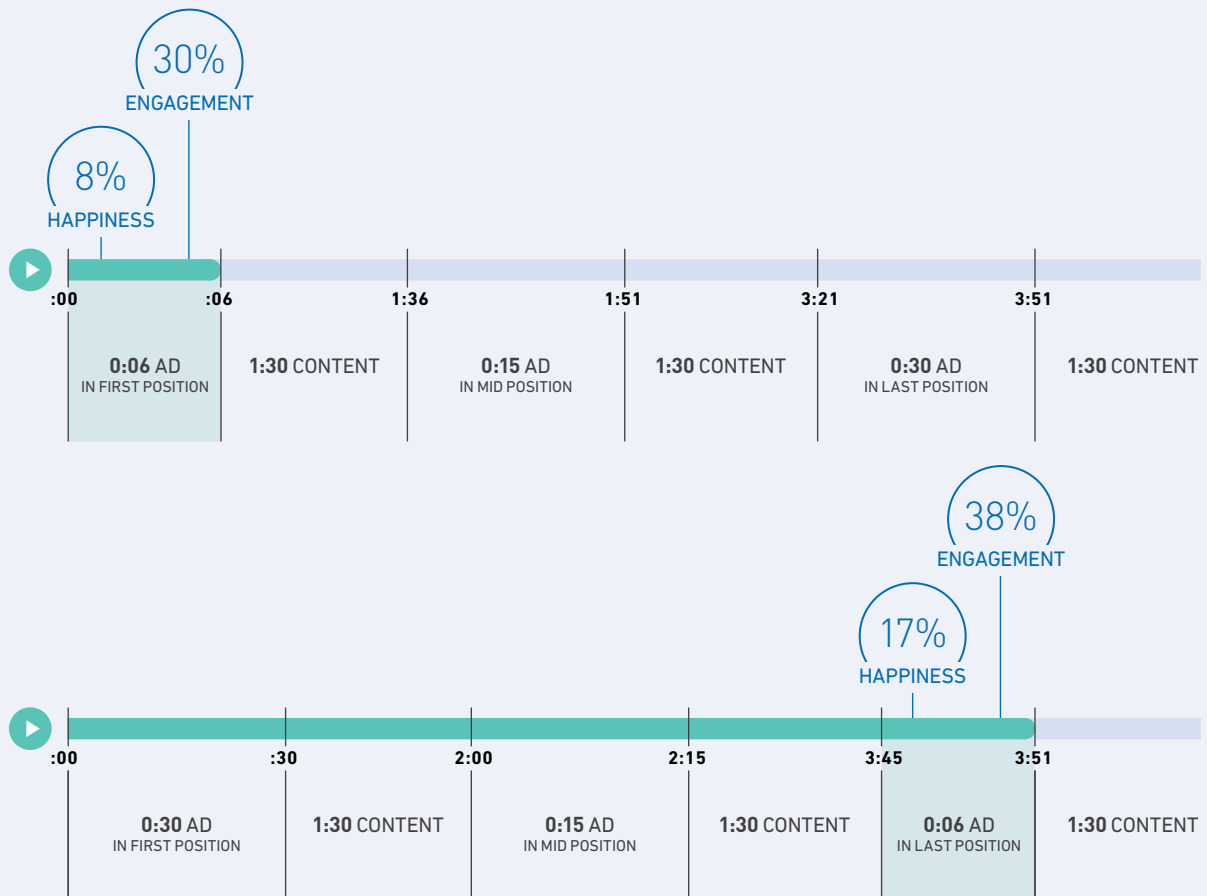 30%
ENGAGEMENT
8%
HAPPINESS
:00 :06 1:36 1:51 3:21 3:51
0:06 AD 1:30 CONTENT 0:15 AD 1:30 CONTENT 0:30 AD 1:30 CONTENT
IN FIRST POSITION IN MID POSITION IN LAST POSITION
38%
ENGAGEMENT
17%
HAPPINESS
:00 :30 2:00 2:15 3:45 3:51
0:30 AD 1:30 CONTENT 0:15 AD 1:30 CONTENT 0:06 AD 1:30 CONTENT
IN FIRST POSITION IN MID POSITION IN LAST POSITION